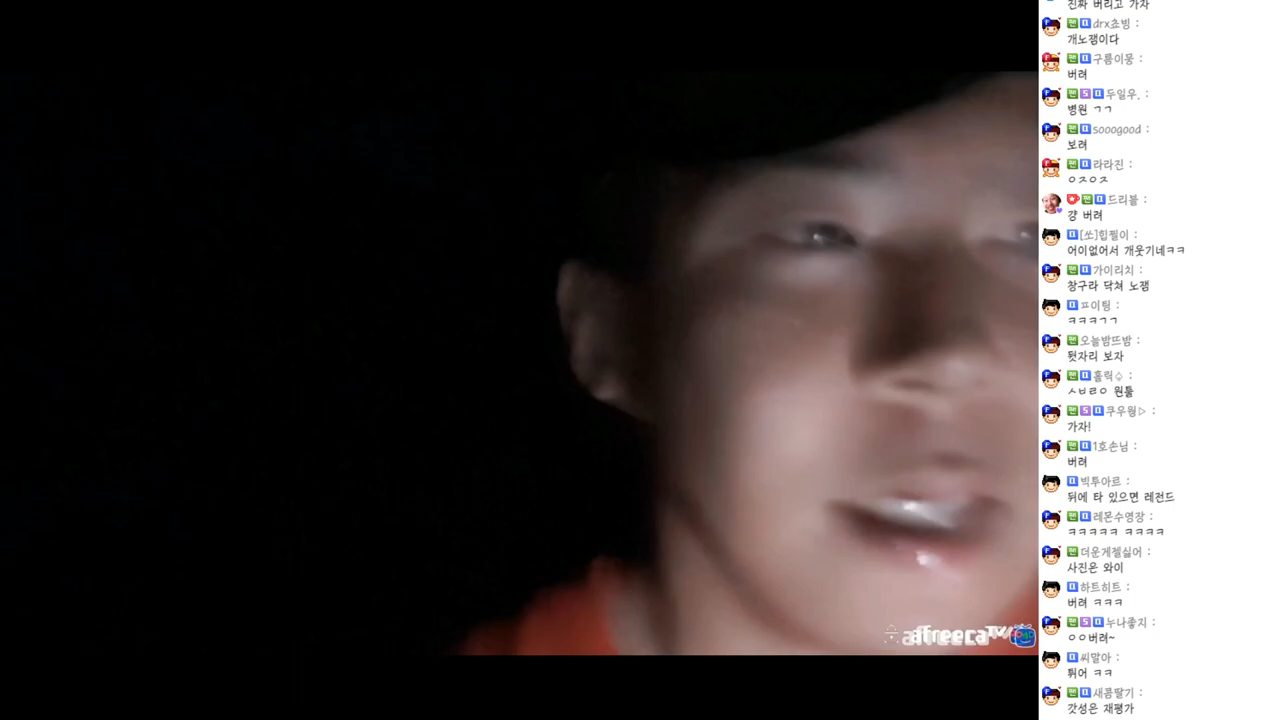 진짜 버리고 가자
drx쵸빙 :
개노잼이다
구름이몽 :
버려
두일우. :
병원 ㄱㄱ
sooogood :
보려
라라진 :
ㅇㅈㅇㅈ
드리블 :
걍 버려
[쏘]힙찔이 :
어이없어서 개웃기네ㅋㅋ
가이리치 :
창구라 닥쳐 노잼
ㅍ이팅 :
ㅋㅋㅋㄱㄱ
오늘밤뜨밤 :
뒷자리 보자
홀릭♤ :
ㅅㅂㄹㅇ 원툴
쿠우웡▷ :
가자!
1호손님 :
버려
빅투아르 :
뒤에 타 있으면 레전드
레몬수영장 :
ㅋㅋㅋㅋㅋ ㅋㅋㅋㅋ
더운게젤싫어 :
사진은 와이
하트히트 :
버려 ㅋㅋㅋ
누나좋지 :
ㅇㅇ버려~
씨말아 :
튀어 ㅋㅋ
새콤딸기 :
갓성은 재평가
afreecaTV